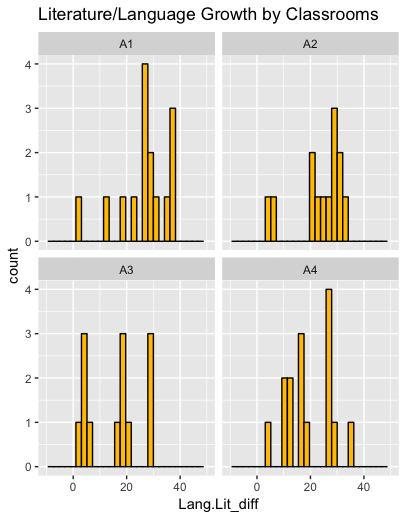 Literature/Language Growth by Classrooms
A1 A2
4
3
2
1
0
A3 A4
4
3
2
1
0
count
0 20 40 0 20 40
Lang.Lit_diff